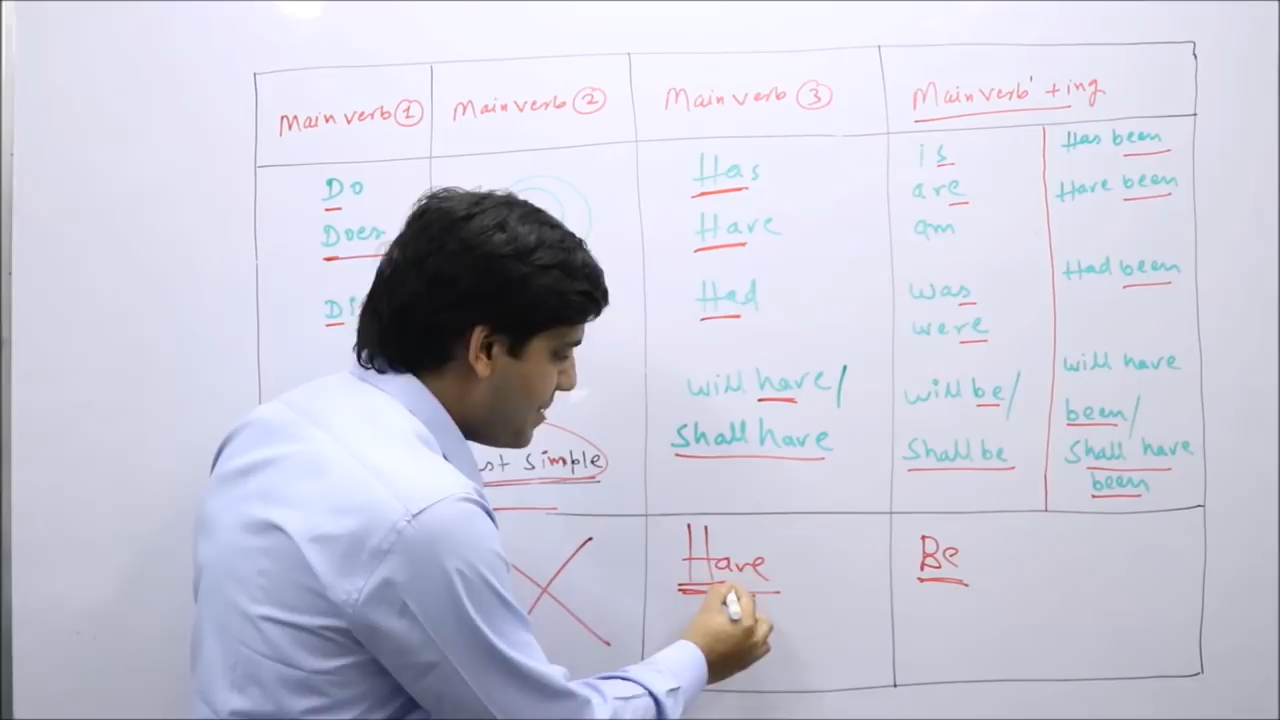 Main verb ①
Main verb ②
Main verb ③
Main verb' + ing
Do
Does
Has
Have
Had
will have /
Shall have
is
are
am
was
were
will be /
Shall be
Has been
Have been
Had been
will have
been /
Shall have
been
Simple
Have
Be